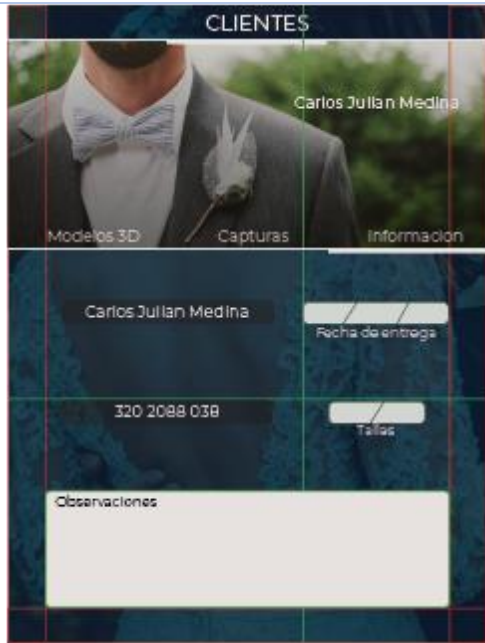 CLIENTES
Carlos Julian Medina
Modelos 3D
Capturas
Informacion
Carlos Julian Medina
/ /
Fecha de entrega
320 2088 038
/
Tallas
Observaciones